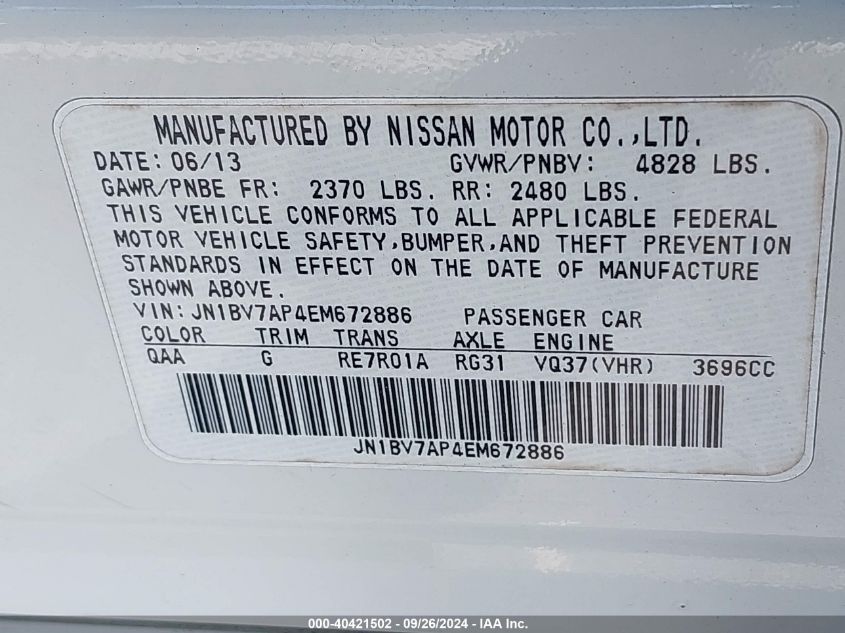 MANUFACTURED BY NISSAN MOTOR CO.,LTD.
DATE: 06/13 GVWR/PNBV: 4828 LBS.
GAWR/PNBE FR: 2370 LBS. RR: 2480 LBS.
THIS VEHICLE CONFORMS TO ALL APPLICABLE FEDERAL
MOTOR VEHICLE SAFETY,BUMPER,AND THEFT PREVENTION
STANDARDS IN EFFECT ON THE DATE OF MANUFACTURE
SHOWN ABOVE.
VIN: JN1BV7AP4EM672886 PASSENGER CAR
COLOR TRIM TRANS AXLE ENGINE
QAA G RE7R01A RG31 VQ37(VHR) 3696CC
JN1BV7AP4EM672886
000-40421502 - 09/26/2024 - IAA Inc.